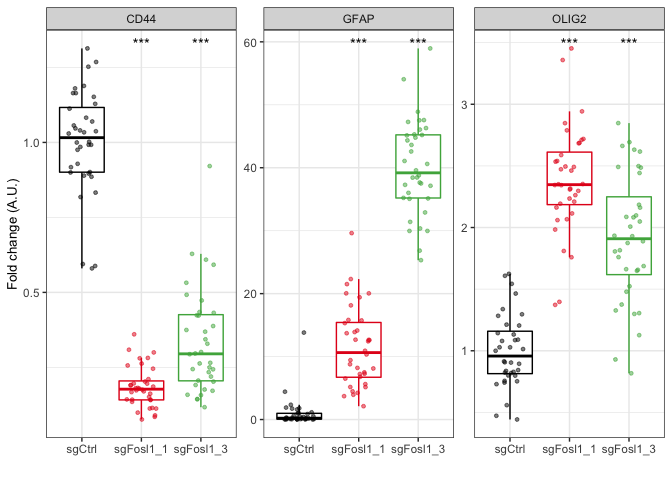 CD44
GFAP
OLIG2
*** ***
*** ***
*** ***
Fold change (A.U.)
1.0
0.5
60
40
20
0
3
2
1
sgCtrl sgFosl1_1 sgFosl1_3
sgCtrl sgFosl1_1 sgFosl1_3
sgCtrl sgFosl1_1 sgFosl1_3